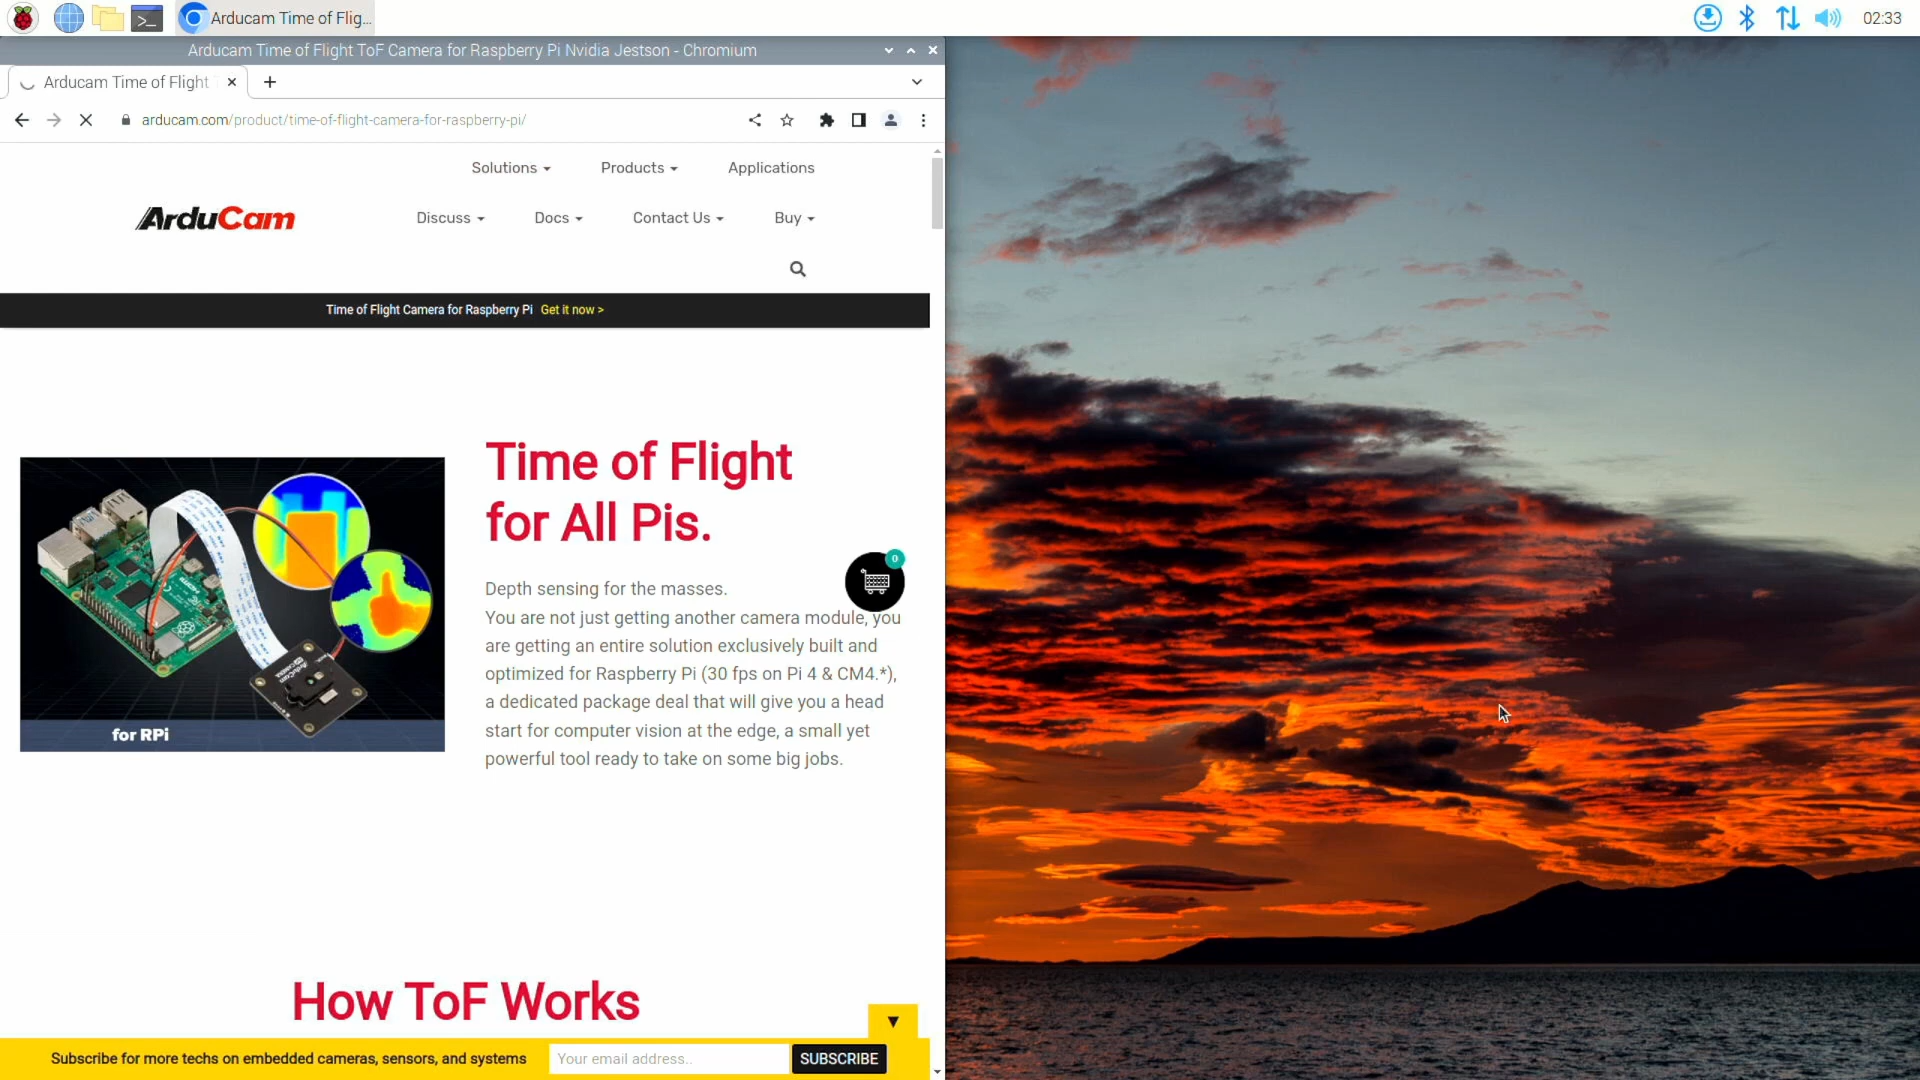 Arducam Time of Flig...
02:33
Arducam Time of Flight ToF Camera for Raspberry Pi Nvidia Jestson - Chromium
Arducam Time of Flight
arducam.com/product/time-of-flight-camera-for-raspberry-pi/
Solutions
Products
Applications
ArduCam
Discuss
Docs
Contact Us
Buy
Time of Flight Camera for Raspberry Pi Get it now >
Time of Flight
for All Pis.
0
Depth sensing for the masses.
You are not just getting another camera module, you
are getting an entire solution exclusively built and
optimized for Raspberry Pi (30 fps on Pi 4 & CM4.*),
a dedicated package deal that will give you a head
start for computer vision at the edge, a small yet
powerful tool ready to take on some big jobs.
ArduCam
for RPi
How ToF Works
Subscribe for more techs on embedded cameras, sensors, and systems
Your email address..
SUBSCRIBE